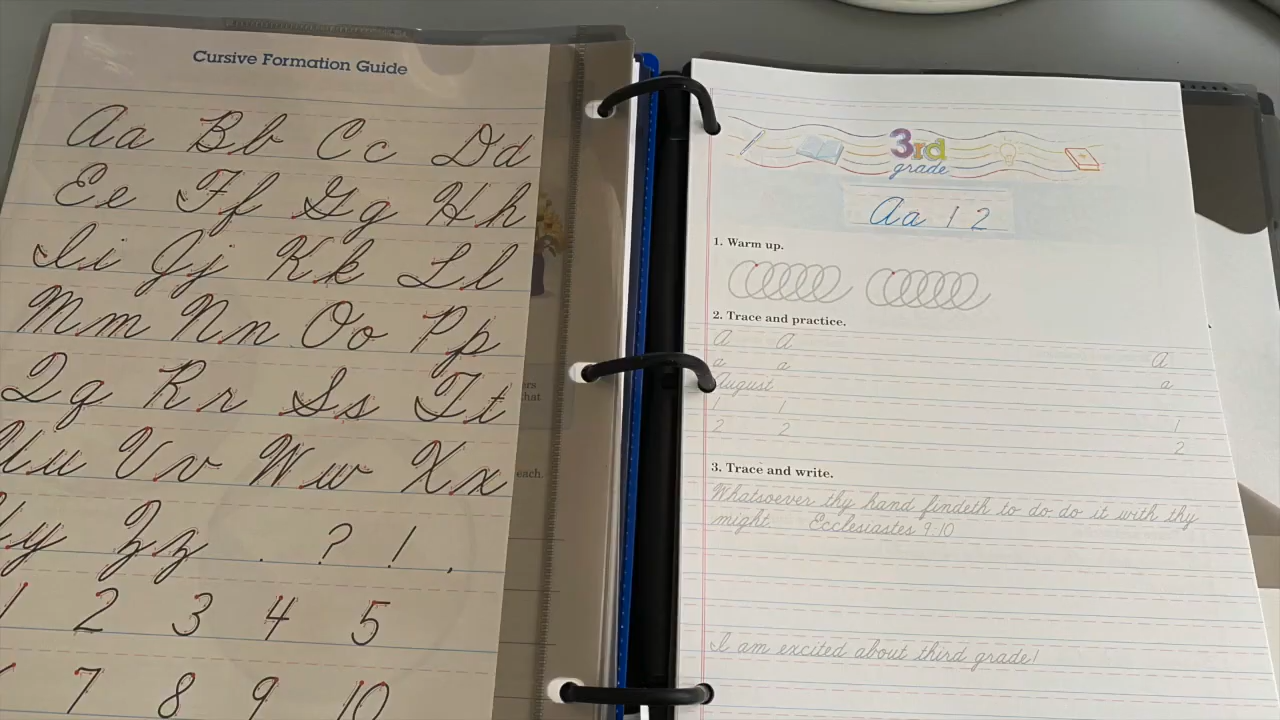 Cursive Formation Guide
Aa Bb Cc Dd
Ee Ff Gg Hh
Ii Jj Kk Ll
Mm Nn Oo Pp
Qq Rr Ss Tt
Uu Vv Ww Xx
Yy Zz . ? ! ,
1 2 3 4 5
7 8 9 10
that
each.
3rd
grade
Aa 1 2
1. Warm up.
2. Trace and practice.
A A A
a a a
August
1 1 1
2 2 2
3. Trace and write.
Whatsoever thy hand findeth to do do it with thy
might. Ecclesiastes 9:10
I am excited about third grade!